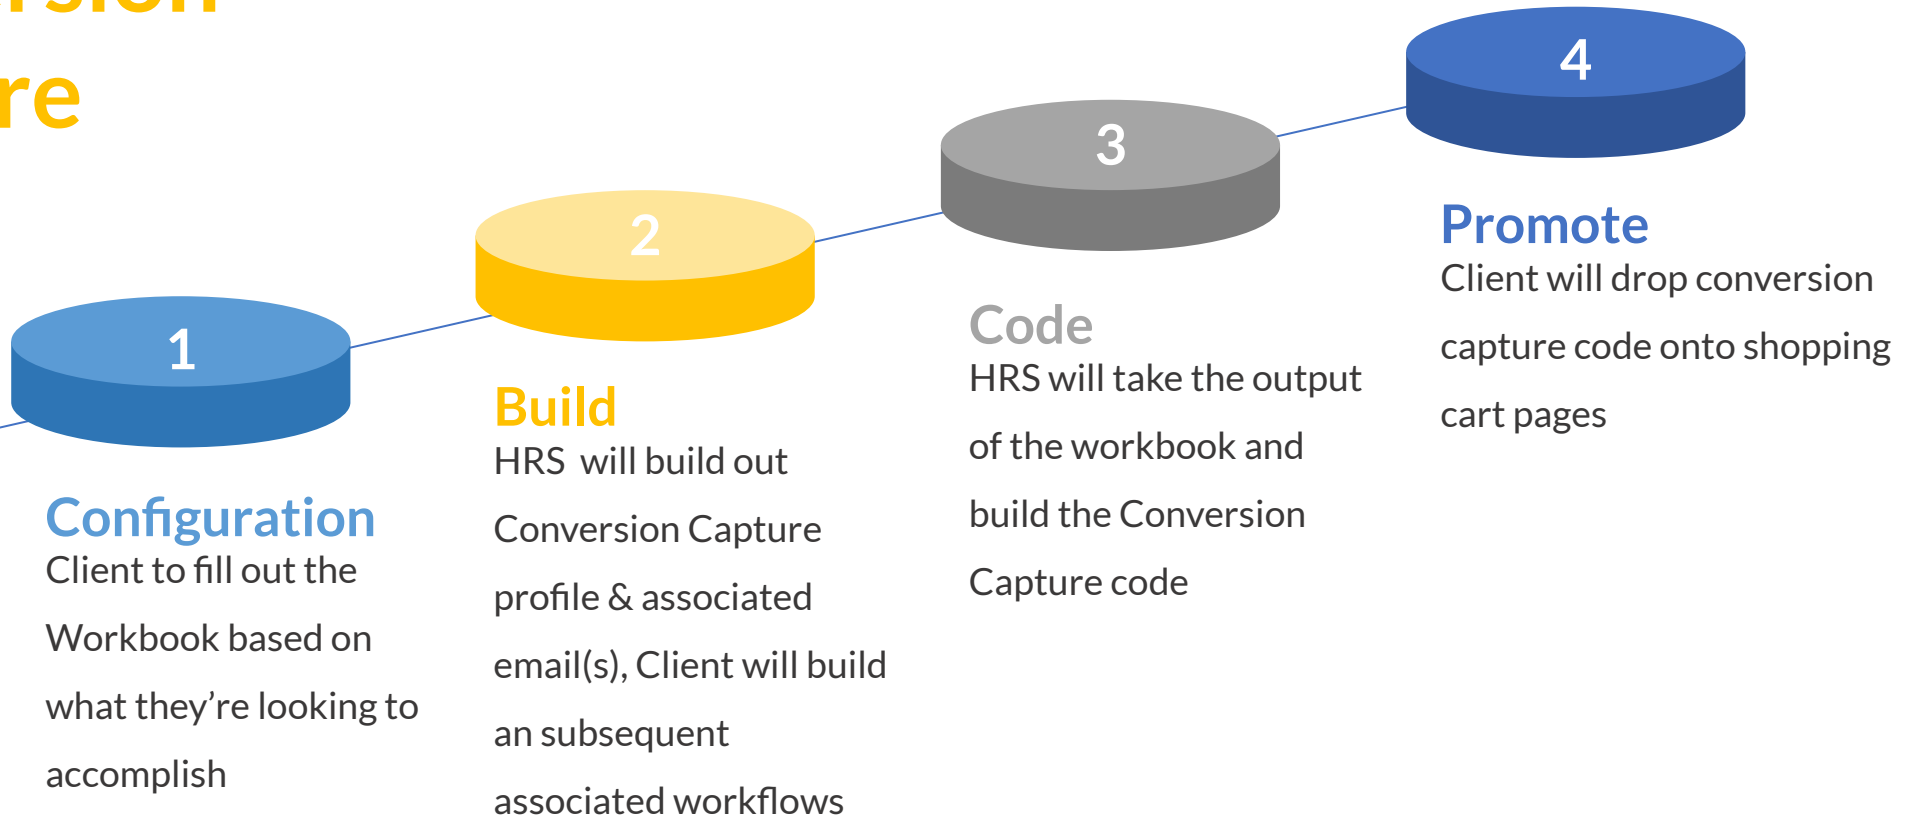 ersion
re
1
Configuration
Client to fill out the
Workbook based on
what they’re looking to
accomplish
2
Build
HRS  will build out
Conversion Capture
profile & associated
email(s), Client will build
an subsequent
associated workflows
3
Code
HRS will take the output
of the workbook and
build the Conversion
Capture code
4
Promote
Client will drop conversion
capture code onto shopping
cart pages